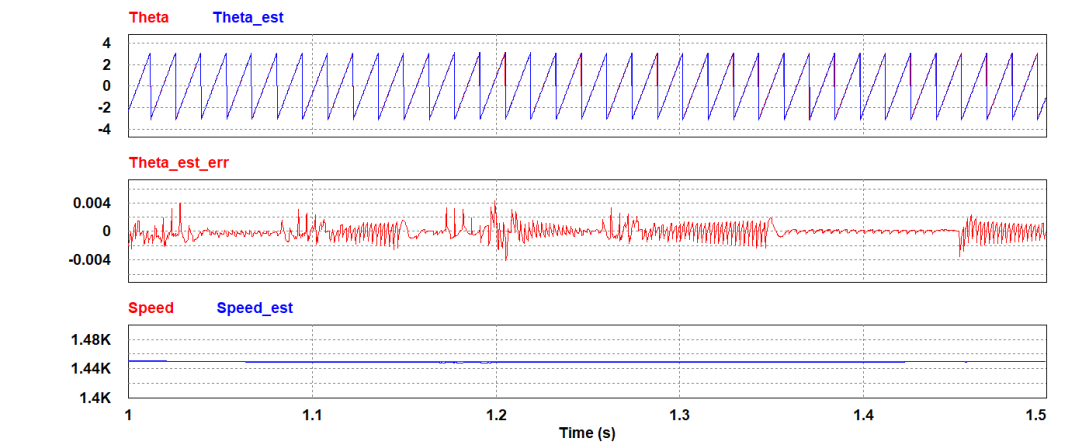 Theta Theta_est
4
2
0
-2
-4
Theta_est_err
0.004
0
-0.004
Speed Speed_est
1.48K
1.44K
1.4K
1 1.1 1.2 1.3 1.4 1.5
Time (s)